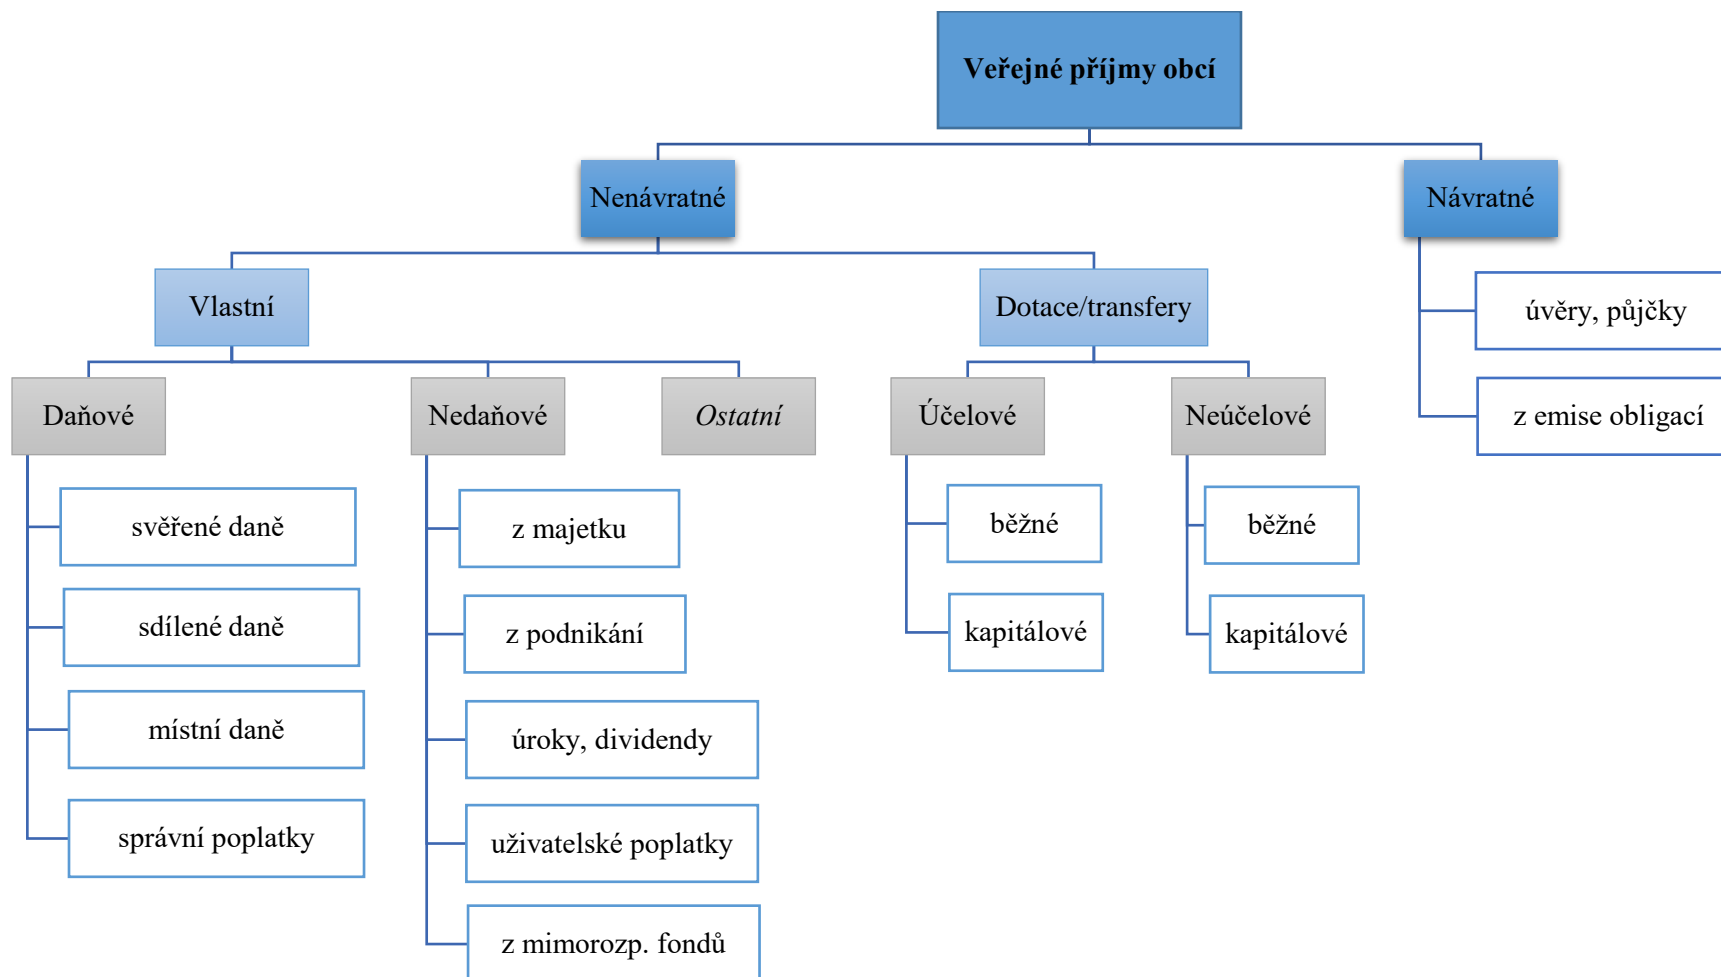 Veřejné příjmy obcí
Nenávratné
Návratné
Vlastní
Dotace/transfery
úvěry, půjčky
z emise obligací
Daňové
Nedaňové
Ostatní
Účelové
Neúčelové
svěřené daně
sdílené daně
místní daně
správní poplatky
z majetku
z podnikání
úroky, dividendy
uživatelské poplatky
z mimorozp. fondů
běžné
kapitálové
běžné
kapitálové